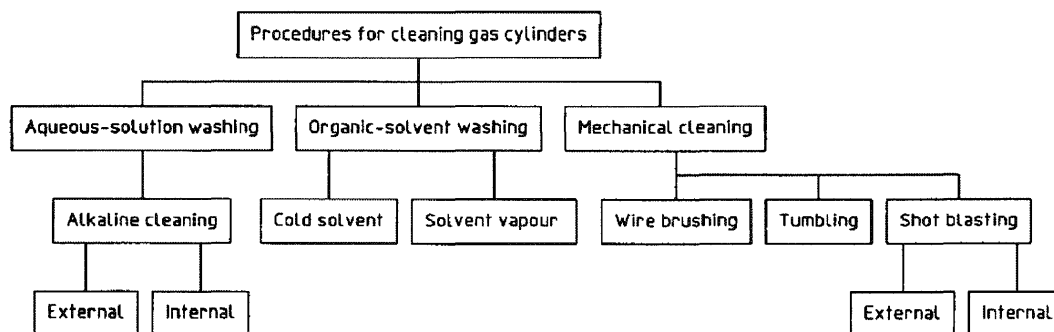 Procedures for cleaning gas cylinders
Aqueous-solution washing
Organic-solvent washing
Mechanical cleaning
Alkaline cleaning
Cold solvent
Solvent vapour
Wire brushing
Tumbling
Shot blasting
External
Internal
External
Internal